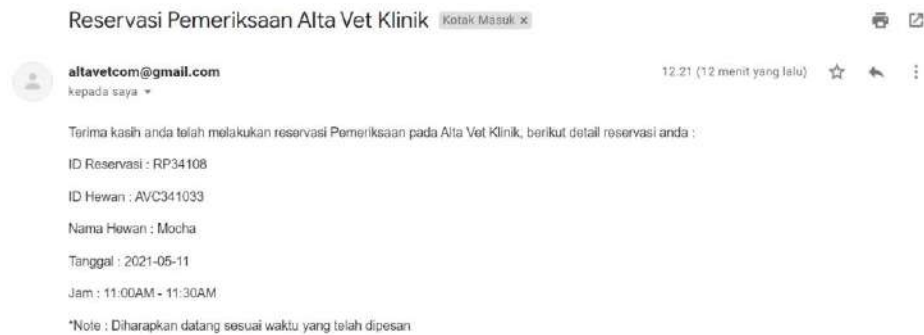 Reservasi Pemeriksaan Alta Vet Klinik Kotak Masuk x
altavetcom@gmail.com 12.21 (12 menit yang lalu)
kepada saya
Terima kasih anda telah melakukan reservasi Pemeriksaan pada Alta Vet Klinik, berikut detail reservasi anda :
ID Reservasi : RP34108
ID Hewan : AVC341033
Nama Hewan : Mocha
Tanggal : 2021-05-11
Jam : 11:00AM - 11:30AM
*Note : Diharapkan datang sesuai waktu yang telah dipesan